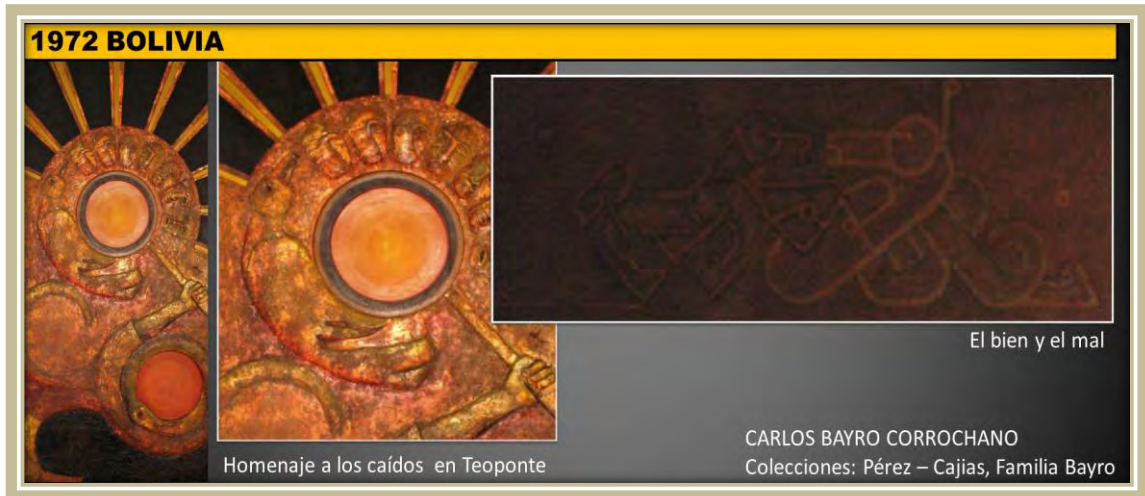 1972 BOLIVIA
El bien y el mal
Homenaje a los caídos en Teoponte
CARLOS BAYRO CORROCHANO
Colecciones: Pérez – Cajias, Familia Bayro